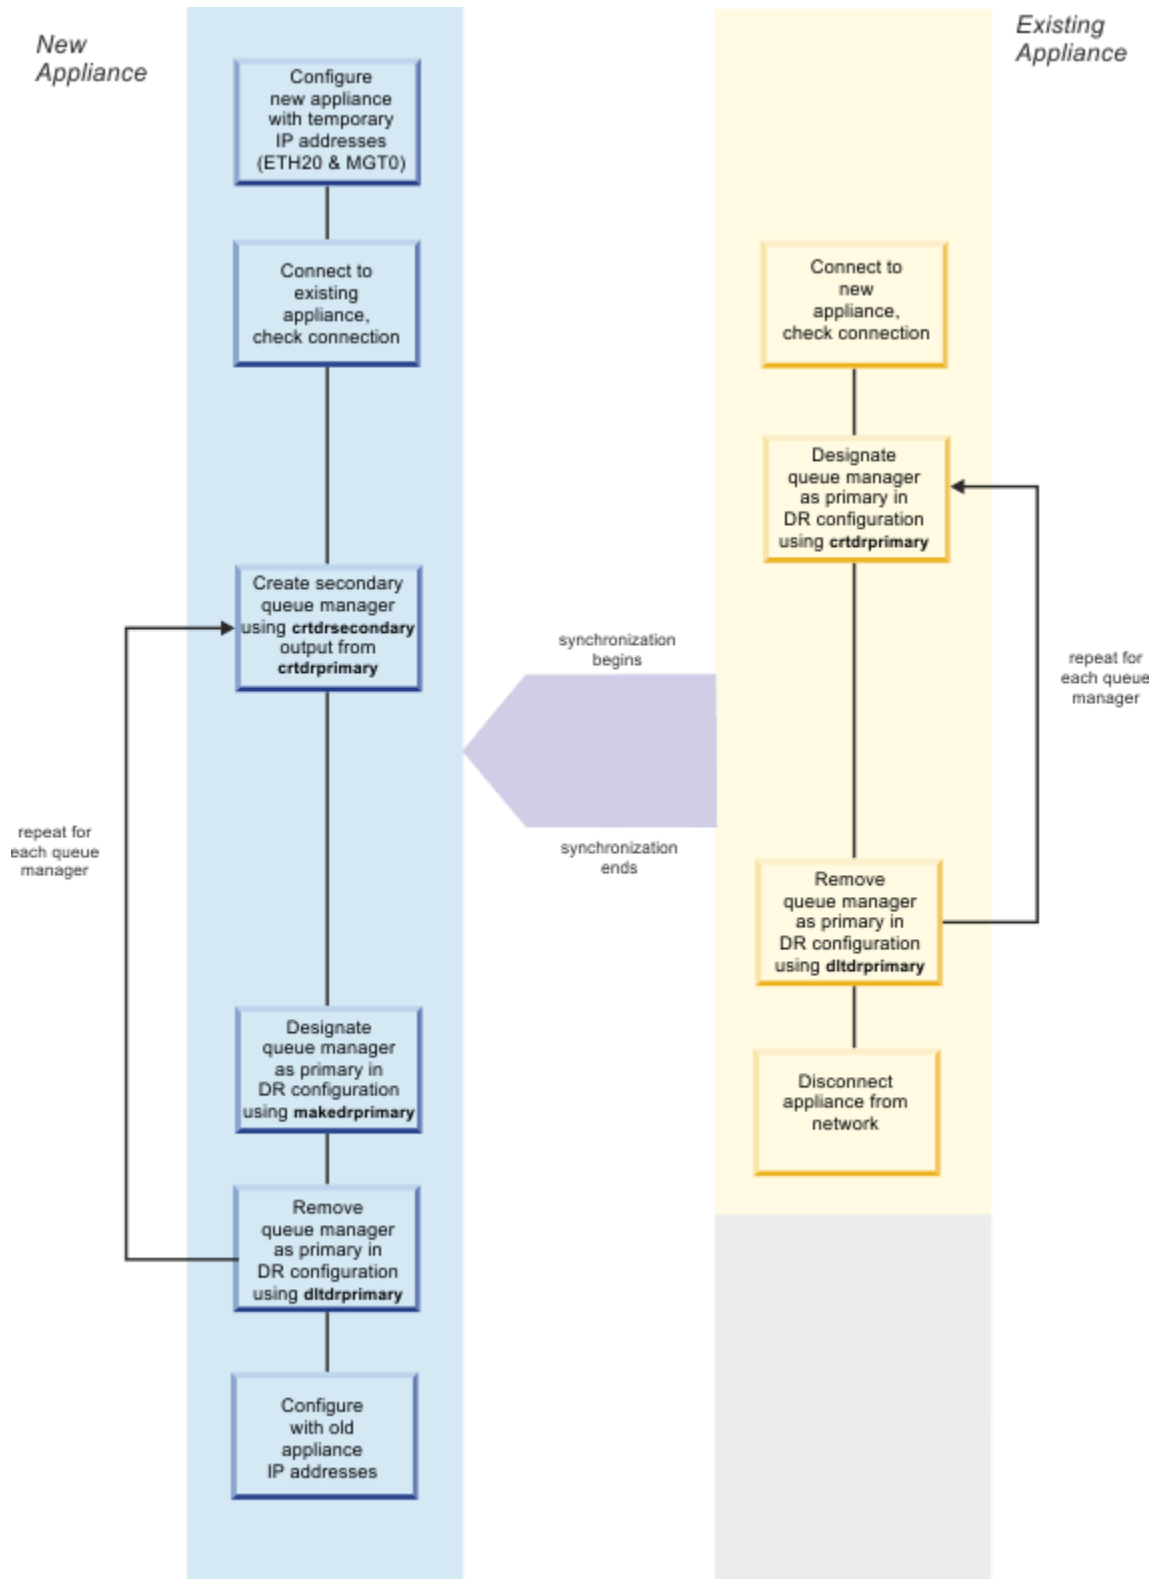 New
Appliance
Existing
Appliance
Configure
new appliance
with temporary
IP addresses
(ETH20 & MGT0)
Connect to
existing
appliance,
check connection
Connect to
new
appliance,
check connection
Designate
queue manager
as primary in
DR configuration
using crtdrprimary
Create secondary
queue manager
using crtdrsecondary
output from
crtdrprimary
synchronization
begins
repeat for
each queue
manager
repeat for
each queue
manager
synchronization
ends
Remove
queue manager
as primary in
DR configuration
using dltdrprimary
Designate
queue manager
as primary in
DR configuration
using makedrprimary
Disconnect
appliance from
network
Remove
queue manager
as primary in
DR configuration
using dltdrprimary
Configure
with old
appliance
IP addresses